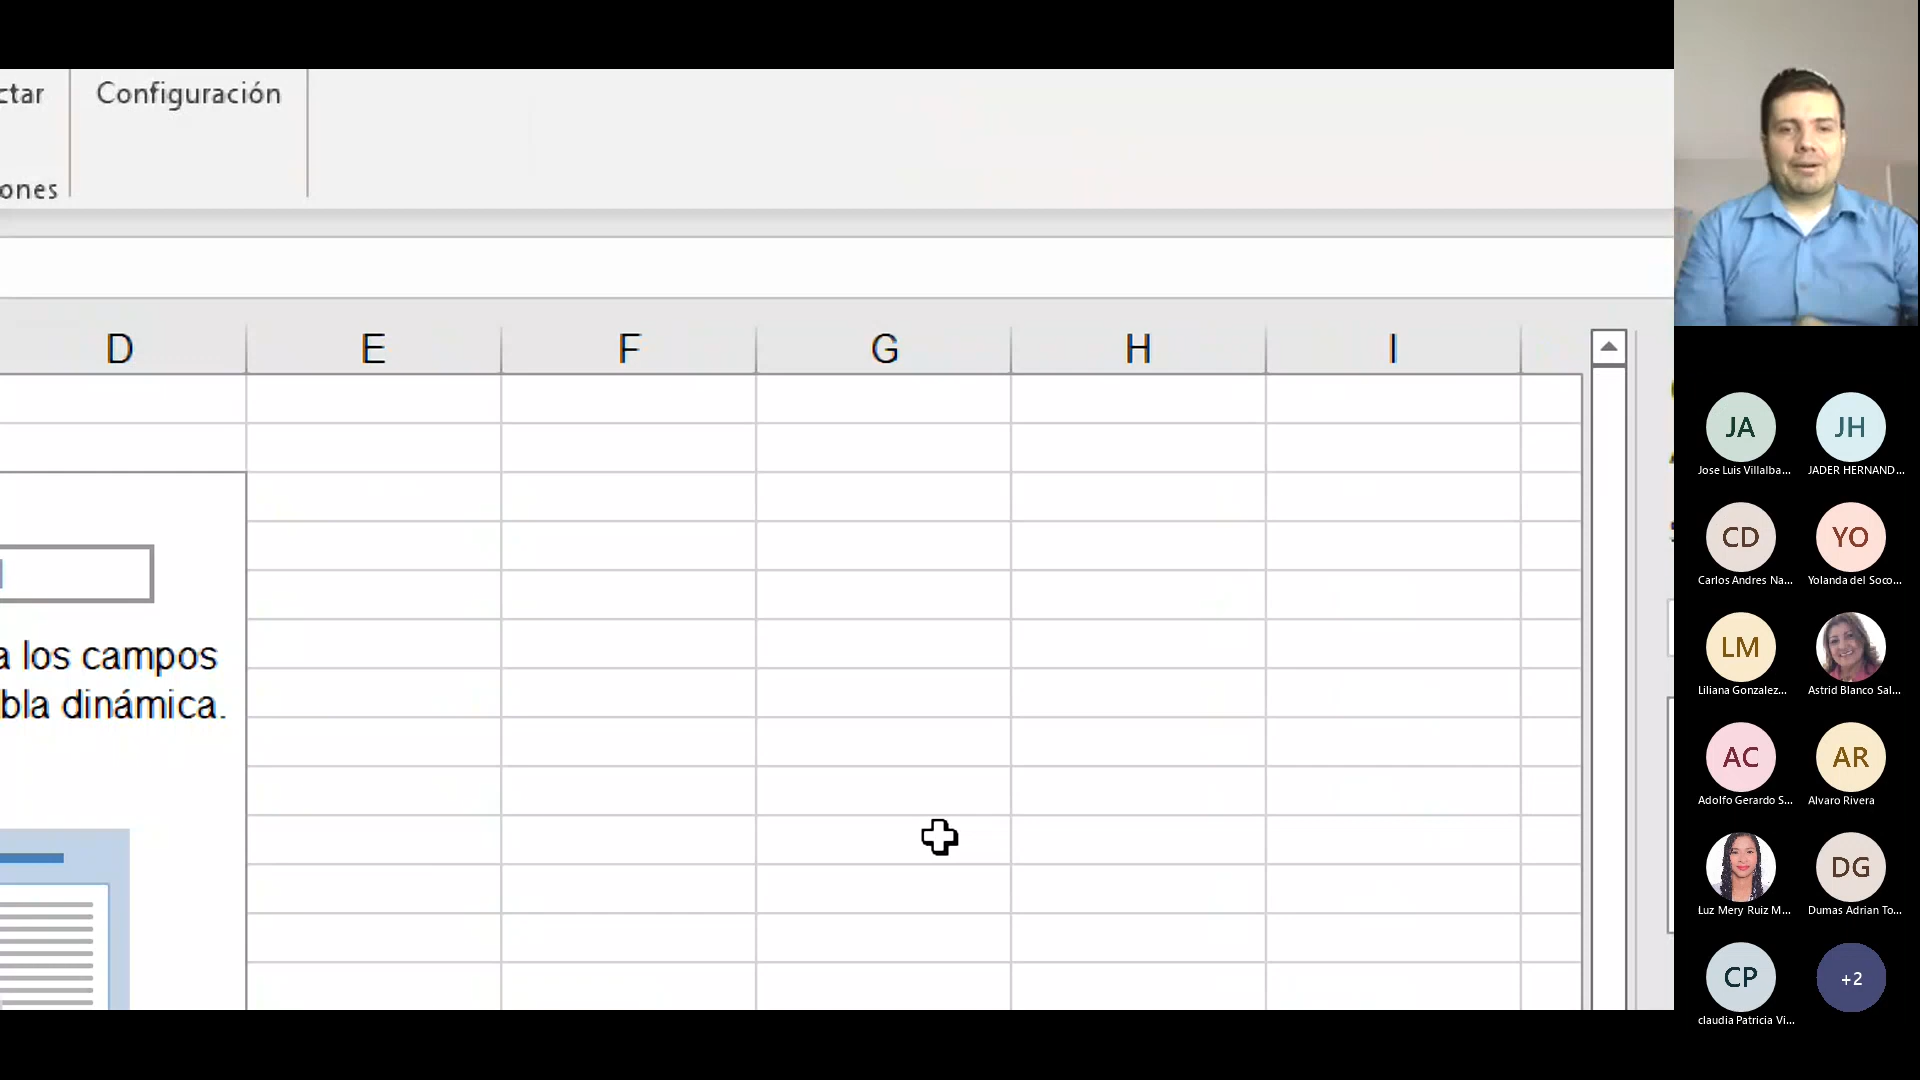 ctar
Configuración
ones
D
E
F
G
H
I
a los campos
bla dinámica.
JA
JH
Jose Luis Villalba...
JADER HERNAND...
CD
YO
Carlos Andres Na...
Yolanda del Soco...
LM
Liliana Gonzalez...
Astrid Blanco Sal...
AC
AR
Adolfo Gerardo S...
Alvaro Rivera
DG
Luz Mery Ruiz M...
Dumas Adrian To...
CP
+2
claudia Patricia Vi...